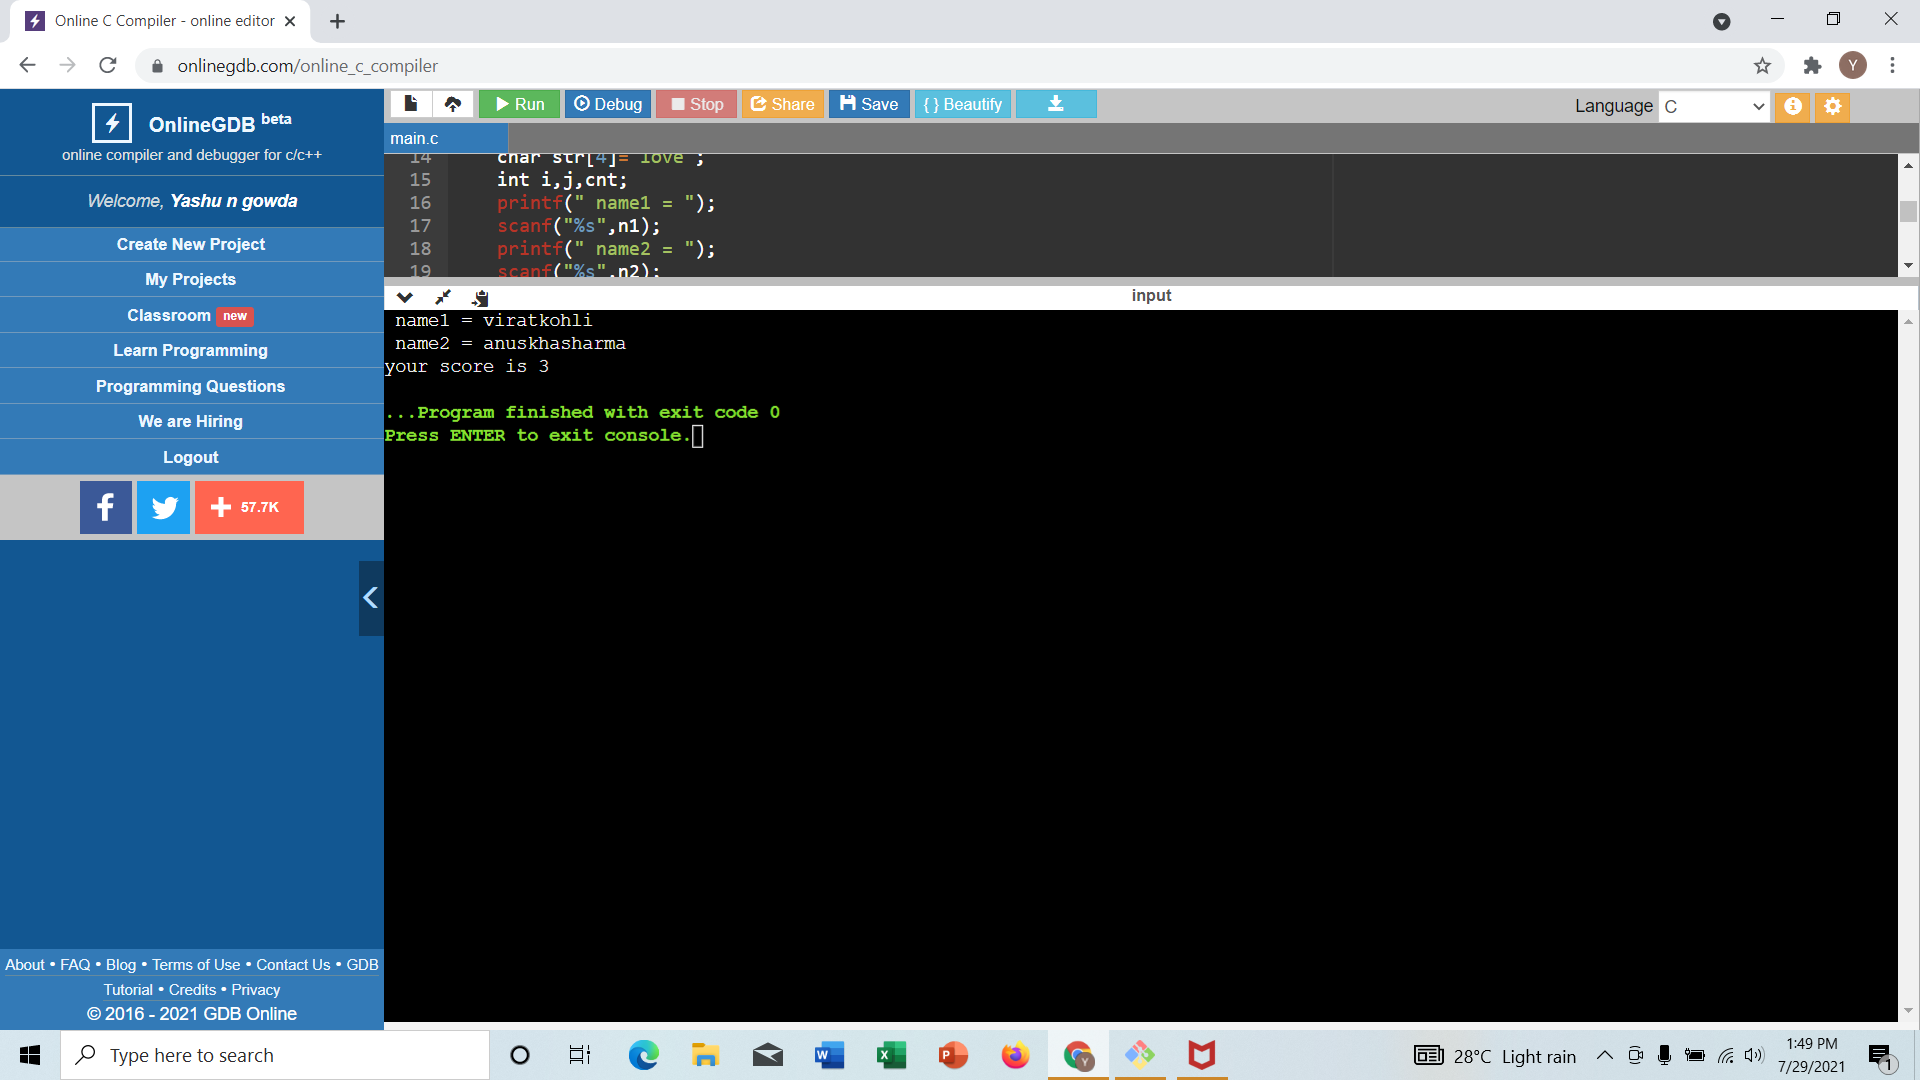 Online C Compiler - online editor
onlinegdb.com/online_c_compiler
Y
OnlineGDB beta
online compiler and debugger for c/c++
Welcome, Yashu n gowda
Create New Project
My Projects
Classroom new
Learn Programming
Programming Questions
We are Hiring
Logout
f
57.7K
About • FAQ • Blog • Terms of Use • Contact Us • GDB
Tutorial • Credits • Privacy
© 2016 - 2021 GDB Online
Run Debug Stop Share Save { } Beautify
Language C
main.c
14 char str[4]="love";
15 int i,j,cnt;
16 printf(" name1 = ");
17 scanf("%s",n1);
18 printf(" name2 = ");
19 scanf("%s",n2);
input
name1 = viratkohli
name2 = anuskhasharma
your score is 3
...Program finished with exit code 0
Press ENTER to exit console.
Type here to search
28°C Light rain
1:49 PM
7/29/2021
1